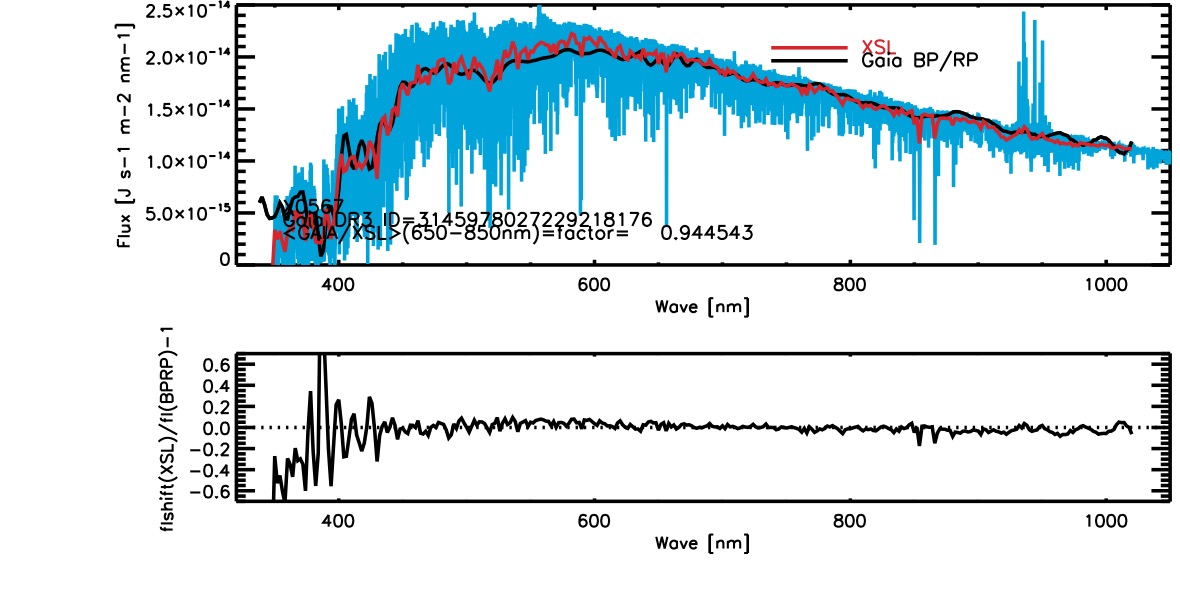 2.5×10−14
2.0×10−14
1.5×10−14
1.0×10−14
5.0×10−15
0
Flux [J s−1 m−2 nm−1]
XSL
Gaia BP/RP
X0567
Gaia DR3 ID=3145978027229218176
<GAIA/XSL>(650−850nm)=factor= 0.944543
400 600 800 1000
Wave [nm]
flshift(XSL)/fl(BPRP)−1
0.6
0.4
0.2
0.0
−0.2
−0.4
−0.6
400 600 800 1000
Wave [nm]